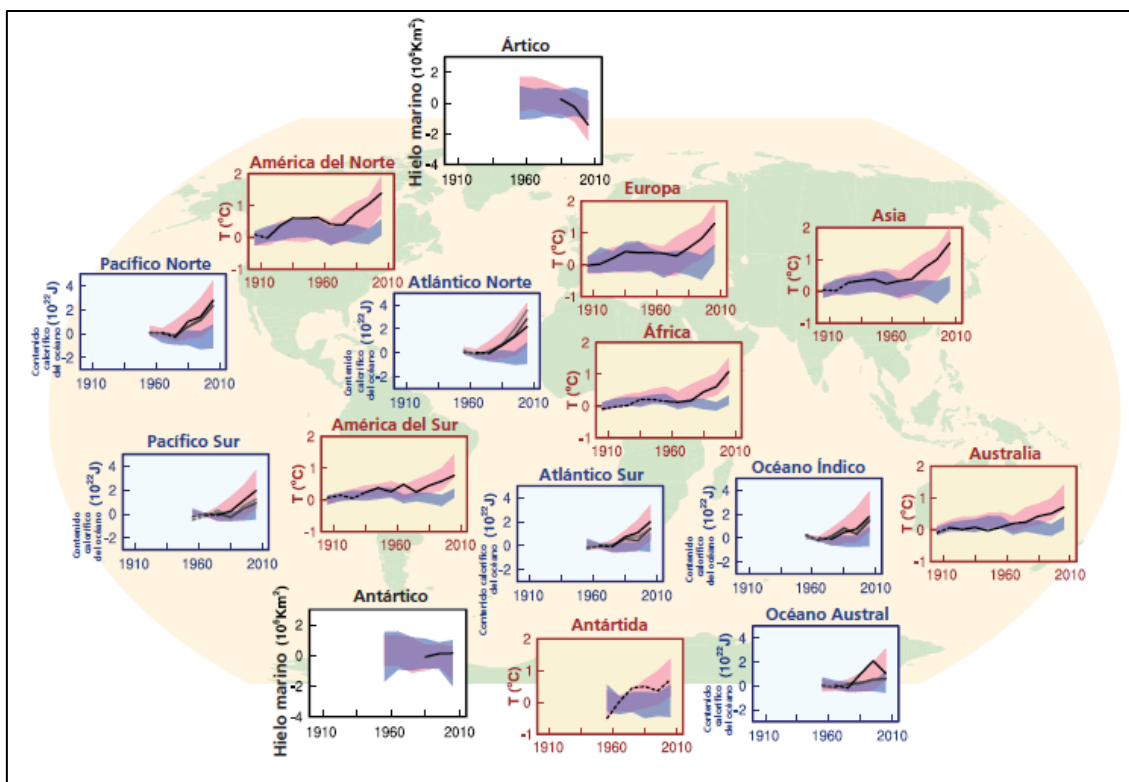 Ártico
Hielo marino (10⁶Km²)
2
0
-2
-4
1910 1960 2010
América del Norte
T (°C)
2
1
0
-1
1910 1960 2010
Europa
T (°C)
2
1
0
-1
1910 1960 2010
Asia
T (°C)
2
1
0
-1
1910 1960 2010
Pacífico Norte
Contenido
calorífico
del océano (10²²J)
4
2
0
-2
1910 1960 2010
Atlántico Norte
Contenido
calorífico
del océano (10²²J)
4
2
0
-2
1910 1960 2010
África
T (°C)
2
1
0
-1
1910 1960 2010
Pacífico Sur
Contenido
calorífico
del océano (10²²J)
4
2
0
-2
1910 1960 2010
América del Sur
T (°C)
2
1
0
-1
1910 1960 2010
Atlántico Sur
Contenido calorífico
del océano (10²²J)
4
2
0
-2
1910 1960 2010
Océano Índico
Contenido
calorífico
del océano (10²²J)
4
2
0
-2
1910 1960 2010
Australia
T (°C)
2
1
0
-1
1910 1960 2010
Antártico
Hielo marino (10⁶Km²)
2
0
-2
-4
1910 1960 2010
Antártida
T (°C)
2
1
0
-1
1910 1960 2010
Océano Austral
Contenido
calorífico
del océano (10²²J)
4
2
0
-2
1910 1960 2010